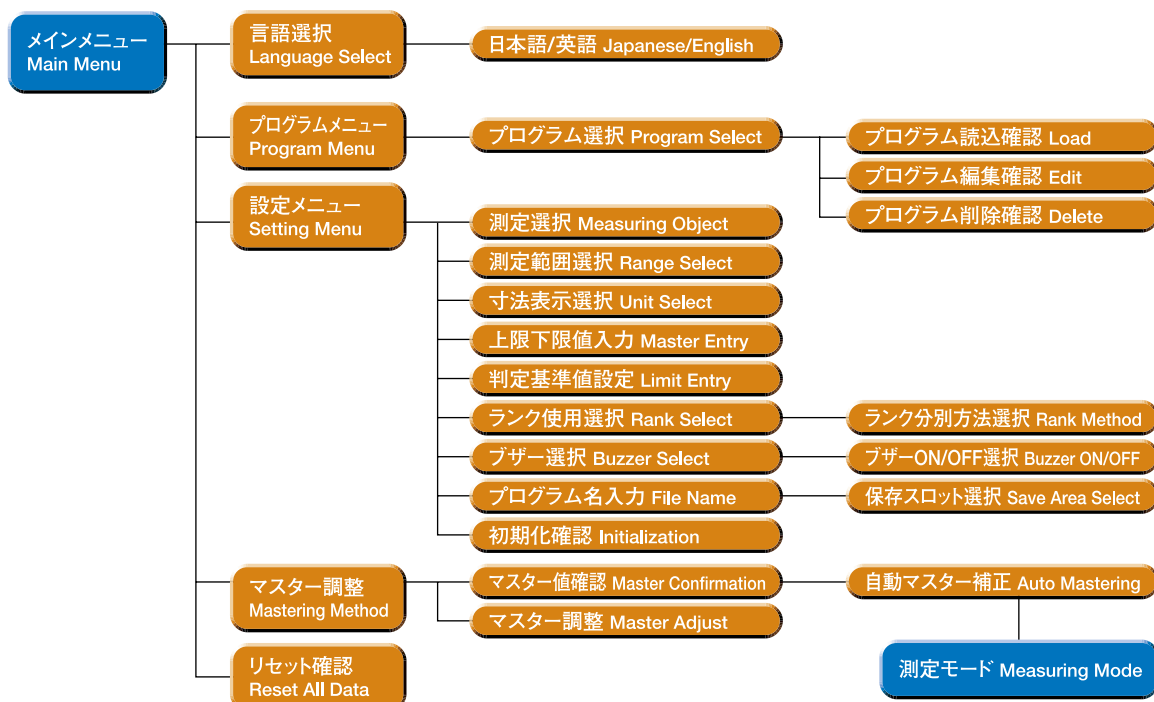 メインメニュー
Main Menu
言語選択
Language Select
日本語/英語 Japanese/English
プログラムメニュー
Program Menu
プログラム選択 Program Select
プログラム読込確認 Load
プログラム編集確認 Edit
プログラム削除確認 Delete
設定メニュー
Setting Menu
測定選択 Measuring Object
測定範囲選択 Range Select
寸法表示選択 Unit Select
上限下限値入力 Master Entry
判定基準値設定 Limit Entry
ランク使用選択 Rank Select
ランク分別方法選択 Rank Method
ブザー選択 Buzzer Select
ブザーON/OFF選択 Buzzer ON/OFF
プログラム名入力 File Name
保存スロット選択 Save Area Select
初期化確認 Initialization
マスター調整
Mastering Method
マスター値確認 Master Confirmation
自動マスター補正 Auto Mastering
マスター調整 Master Adjust
測定モード Measuring Mode
リセット確認
Reset All Data